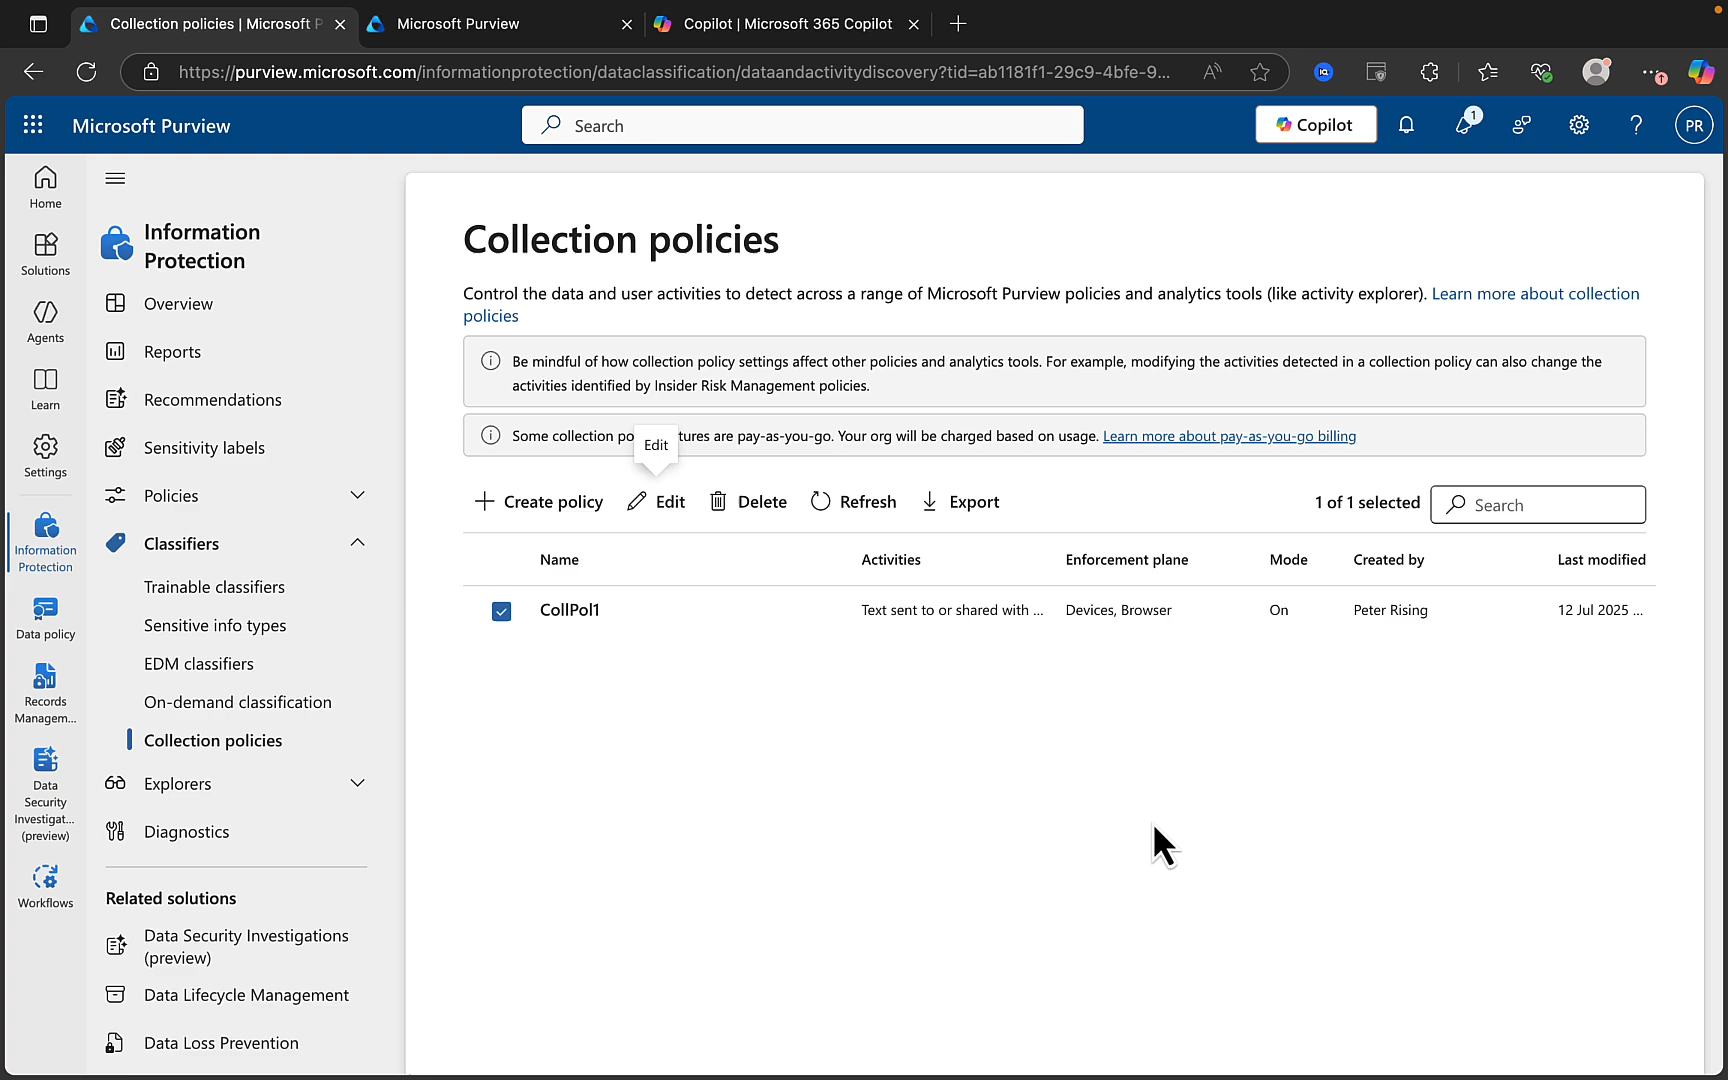 Collection policies | Microsoft P
Microsoft Purview
Copilot | Microsoft 365 Copilot
https://purview.microsoft.com/informationprotection/dataclassification/dataandactivitydiscovery?tid=ab1181f1-29c9-4bfe-9...
Microsoft Purview
Search
Copilot
1
PR
Home
Solutions
Agents
Learn
Settings
Information
Protection
Data policy
Records
Managem...
Data
Security
Investigat...
(preview)
Workflows
Information
Protection
Overview
Reports
Recommendations
Sensitivity labels
Policies
Classifiers
Trainable classifiers
Sensitive info types
EDM classifiers
On-demand classification
Collection policies
Explorers
Diagnostics
Related solutions
Data Security Investigations
(preview)
Data Lifecycle Management
Data Loss Prevention
Collection policies
Control the data and user activities to detect across a range of Microsoft Purview policies and analytics tools (like activity explorer). Learn more about collection
policies
Be mindful of how collection policy settings affect other policies and analytics tools. For example, modifying the activities detected in a collection policy can also change the
activities identified by Insider Risk Management policies.
Some collection po tures are pay-as-you-go. Your org will be charged based on usage. Learn more about pay-as-you-go billing
Edit
Create policy Edit Delete Refresh Export 1 of 1 selected Search
Name Activities Enforcement plane Mode Created by Last modified
CollPol1 Text sent to or shared with ... Devices, Browser On Peter Rising 12 Jul 2025 ...